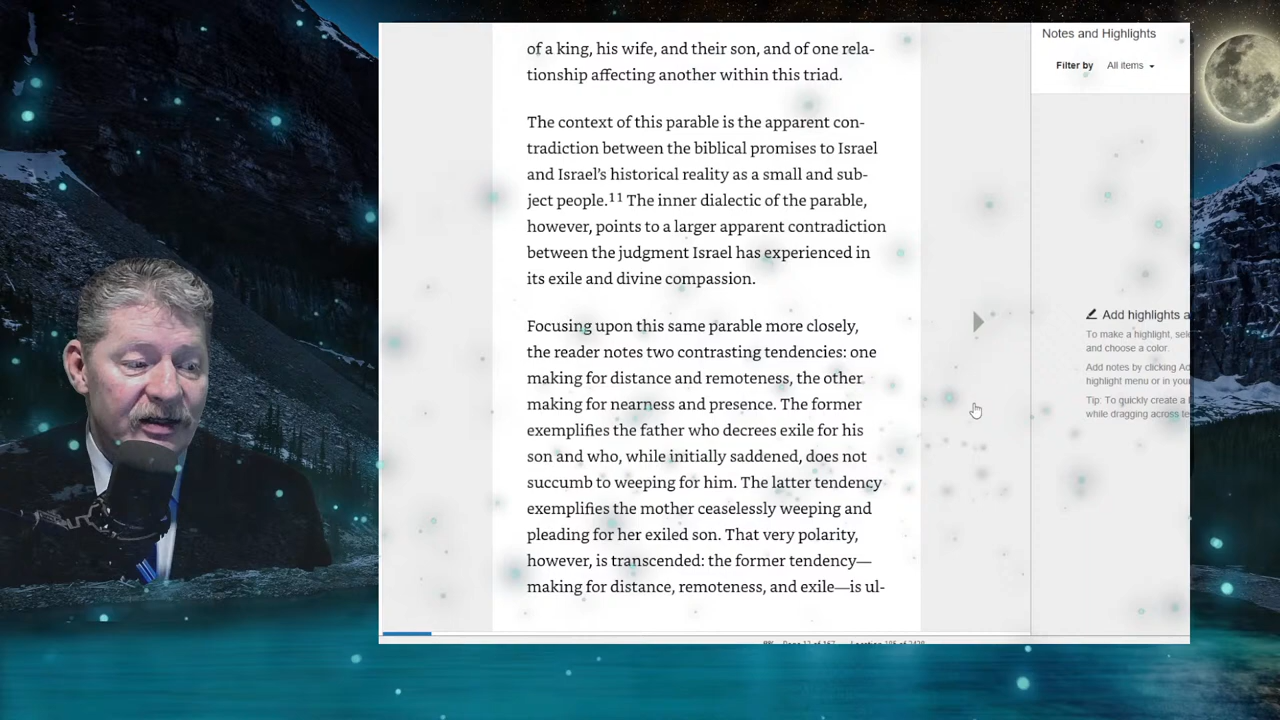 of a king, his wife, and their son, and of one rela-
tionship affecting another within this triad.
The context of this parable is the apparent con-
tradiction between the biblical promises to Israel
and Israel's historical reality as a small and sub-
ject people.11 The inner dialectic of the parable,
however, points to a larger apparent contradiction
between the judgment Israel has experienced in
its exile and divine compassion.
Focusing upon this same parable more closely,
the reader notes two contrasting tendencies: one
making for distance and remoteness, the other
making for nearness and presence. The former
exemplifies the father who decrees exile for his
son and who, while initially saddened, does not
succumb to weeping for him. The latter tendency
exemplifies the mother ceaselessly weeping and
pleading for her exiled son. That very polarity,
however, is transcended: the former tendency—
making for distance, remoteness, and exile—is ul-
Notes and Highlights
Filter by All items
Add highlights a
To make a highlight, sele
and choose a color.
Add notes by clicking Ad
highlight menu or in your
Tip: To quickly create a
while dragging across te